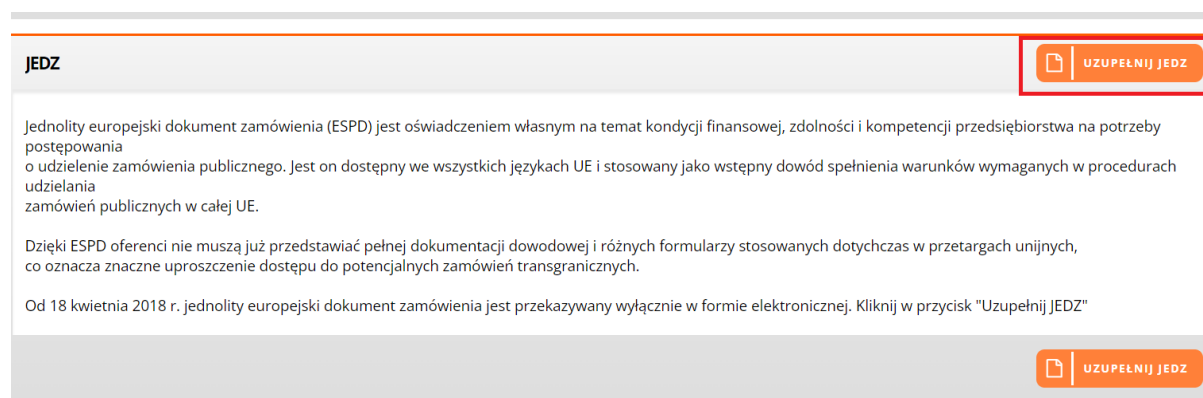 JEDZ
UZUPEŁNIJ JEDZ
Jednolity europejski dokument zamówienia (ESPD) jest oświadczeniem własnym na temat kondycji finansowej, zdolności i kompetencji przedsiębiorstwa na potrzeby
postępowania
o udzielenie zamówienia publicznego. Jest on dostępny we wszystkich językach UE i stosowany jako wstępny dowód spełnienia warunków wymaganych w procedurach
udzielania
zamówień publicznych w całej UE.
Dzięki ESPD oferenci nie muszą już przedstawiać pełnej dokumentacji dowodowej i różnych formularzy stosowanych dotychczas w przetargach unijnych,
co oznacza znaczne uproszczenie dostępu do potencjalnych zamówień transgranicznych.
Od 18 kwietnia 2018 r. jednolity europejski dokument zamówienia jest przekazywany wyłącznie w formie elektronicznej. Kliknij w przycisk "Uzupełnij JEDZ"
UZUPEŁNIJ JEDZ